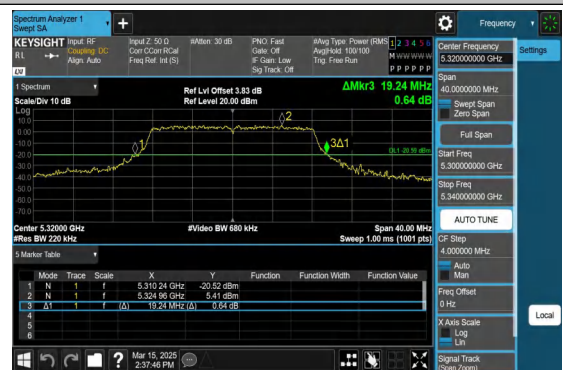 Spectrum Analyzer 1
Swept SA
+
Frequency
KEYSIGHT Input: RF
RL
Coupling: DC
Align: Auto
Input Z: 50 Ω
Corr CCorr RCal
Freq Ref: Int (S)
#Atten: 30 dB
PNO: Fast
Gate: Off
IF Gain: Low
Sig Track: Off
#Avg Type: Power (RMS)
Avg|Hold: 100/100
Trig: Free Run
1 2 3 4 5 6
M W W W W W
P P P P P P
LXI
1 Spectrum
Scale/Div 10 dB
Ref Lvl Offset 3.83 dB
Ref Level 20.00 dBm
ΔMkr3 19.24 MHz
0.64 dB
Log
10.0
0.00
-10.0
-20.0
-30.0
-40.0
-50.0
-60.0
-70.0
1
2
3Δ1
DL1 -20.59 dBm
Center 5.32000 GHz
#Res BW 220 kHz
#Video BW 680 kHz
Span 40.00 MHz
Sweep 1.00 ms (1001 pts)
5 Marker Table
Mode Trace Scale X Y Function Function Width Function Value
1 N 1 f 5.310 24 GHz -20.52 dBm
2 N 1 f 5.324 96 GHz 5.41 dBm
3 Δ1 1 f (Δ) 19.24 MHz (Δ) 0.64 dB
4
5
6
?
Mar 15, 2025
2:37:46 PM
Center Frequency
5.320000000 GHz
Span
40.0000000 MHz
Swept Span
Zero Span
Full Span
Start Freq
5.300000000 GHz
Stop Freq
5.340000000 GHz
AUTO TUNE
CF Step
4.000000 MHz
Auto
Man
Freq Offset
0 Hz
X Axis Scale
Log
Lin
Signal Track
(Span Zoom)
Settings
Local